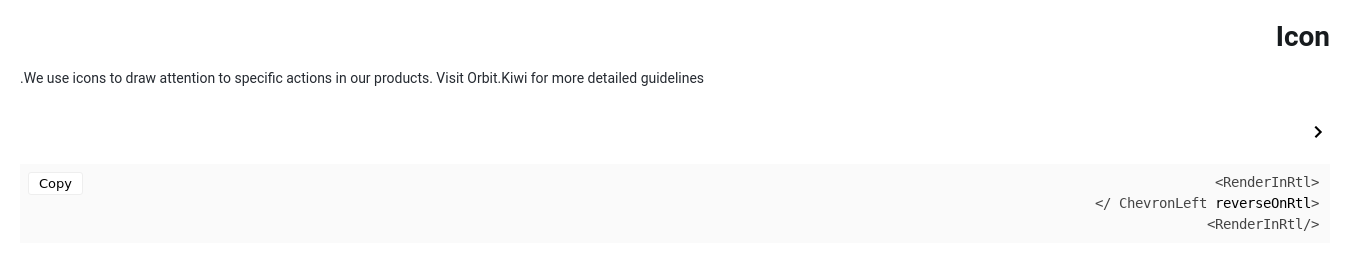 Icon
.We use icons to draw attention to specific actions in our products. Visit Orbit.Kiwi for more detailed guidelines
Copy
<RenderInRtl>
</ ChevronLeft reverseOnRtl>
<RenderInRtl/>